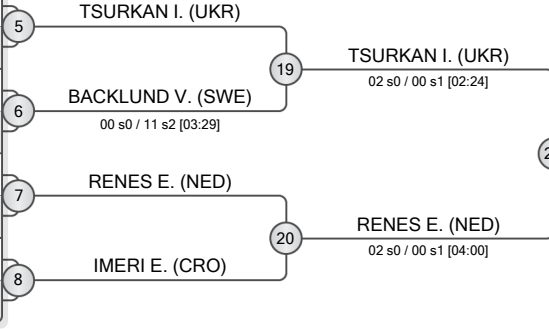 TSURKAN I. (UKR)
5
19
TSURKAN I. (UKR)
02 s0 / 00 s1 [02:24]
BACKLUND V. (SWE)
6
00 s0 / 11 s2 [03:29]
RENES E. (NED)
7
20
RENES E. (NED)
02 s0 / 00 s1 [04:00]
IMERI E. (CRO)
8